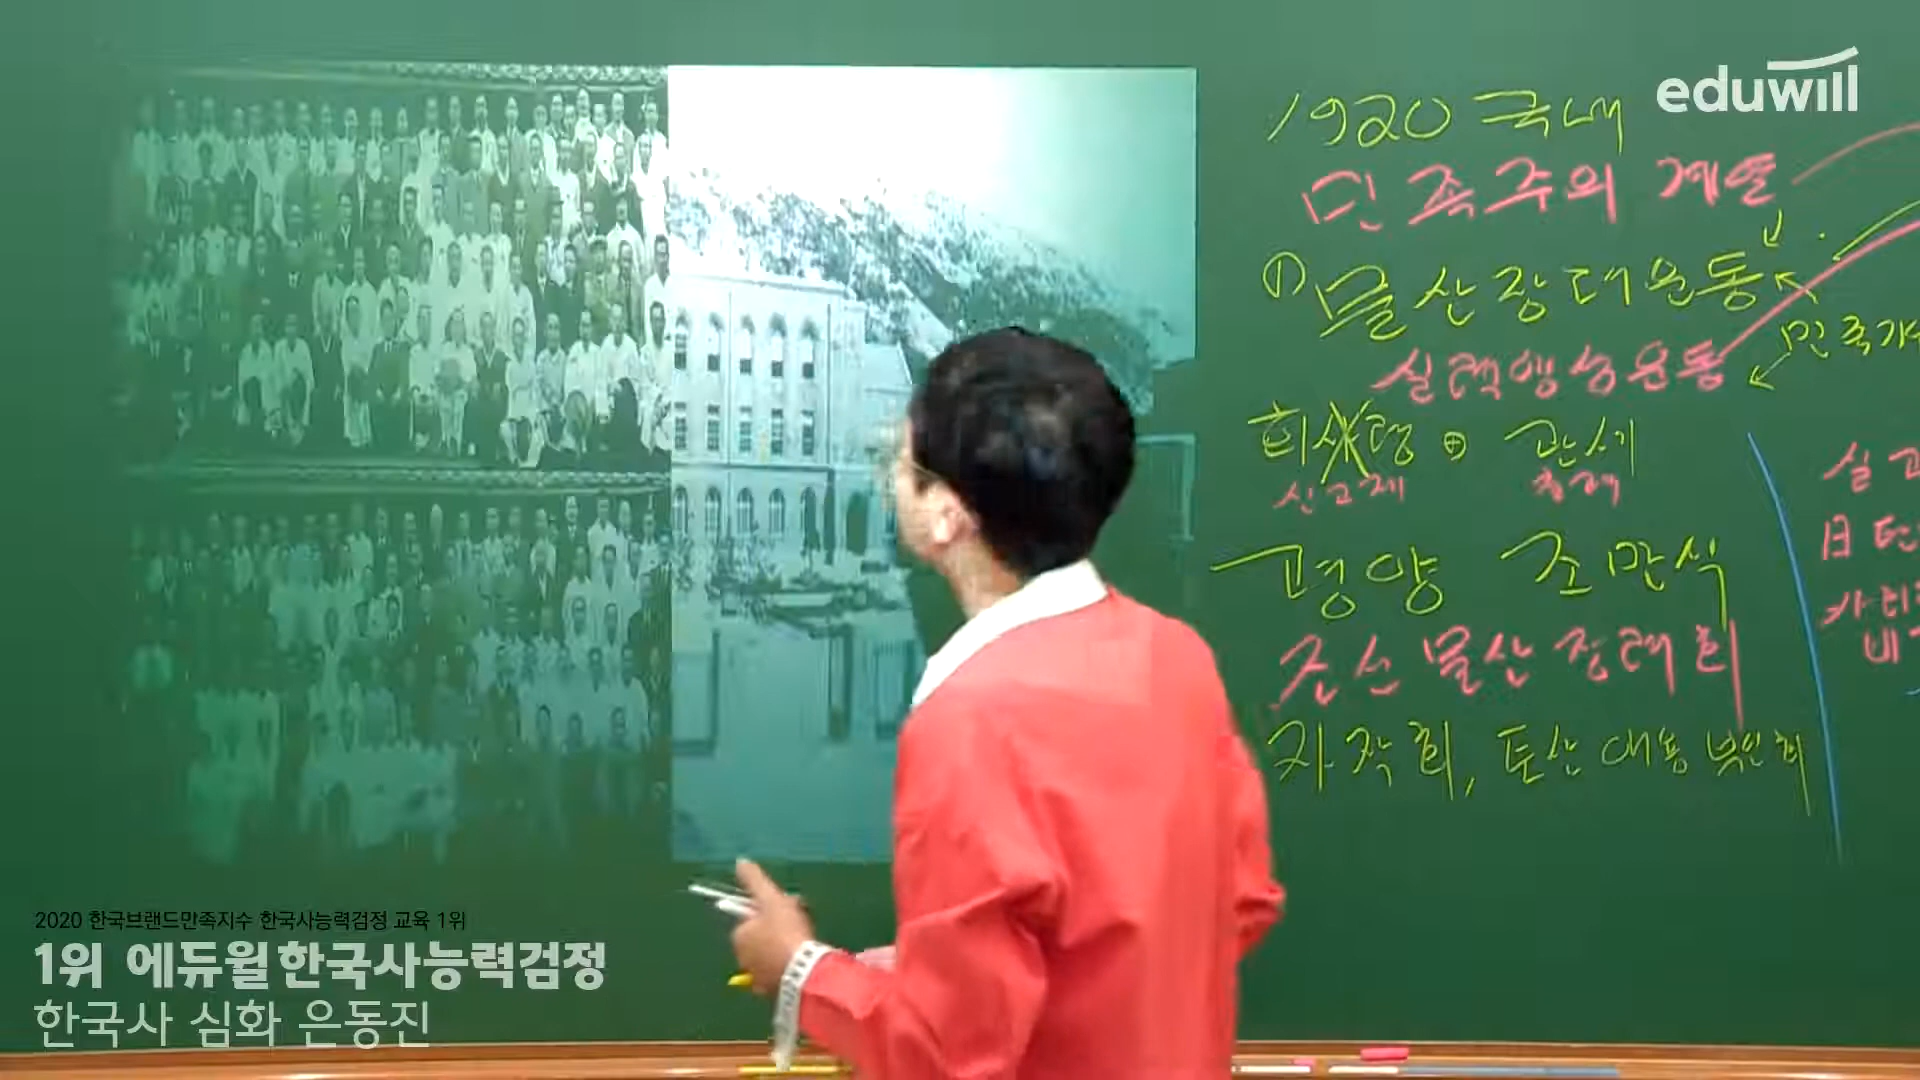 eduwill
1920 국내
민족주의 계열
① 물산장려운동
민족
실력양성운동
회사령 ⊕ 관세
신고제 철폐
평양 조만식
조선물산장려회
자작회, 토산애용부인회
2020 한국브랜드만족지수 한국사능력검정 교육 1위
1위 에듀윌 한국사능력검정
한국사 심화 은동진